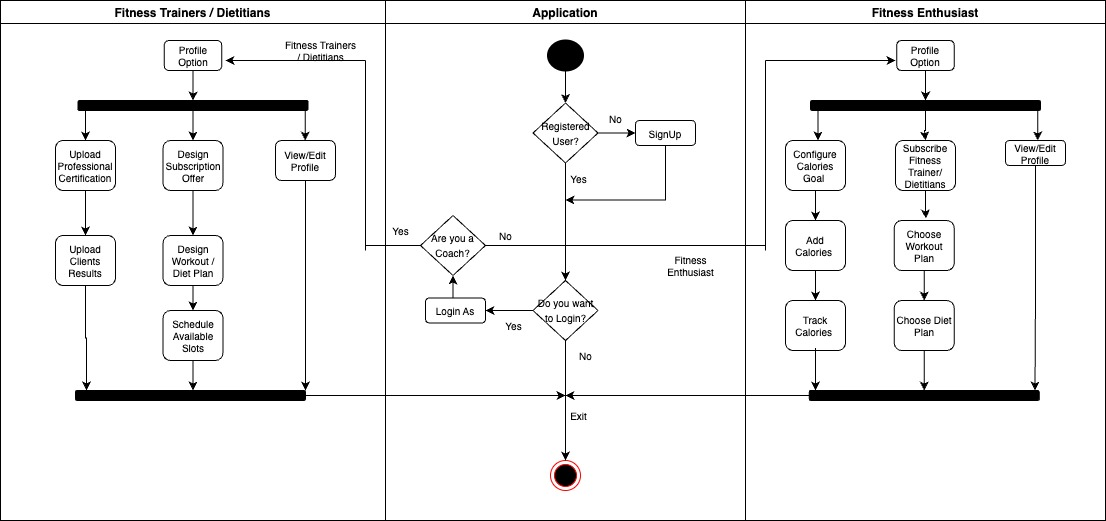 Fitness Trainers / Dietitians
Application
Fitness Enthusiast
Profile
Option
Fitness Trainers
/ Dietitians
Upload
Professional
Certification
Design
Subscription
Offer
View/Edit
Profile
Upload
Clients
Results
Design
Workout /
Diet Plan
Schedule
Available
Slots
Registered
User?
No
SignUp
Yes
Are you a
Coach?
Yes
No
Fitness
Enthusiast
Login As
Do you want
to Login?
Yes
No
Exit
Profile
Option
Configure
Calories
Goal
Subscribe
Fitness
Trainer/
Dietitians
View/Edit
Profile
Add
Calories
Choose
Workout
Plan
Track
Calories
Choose Diet
Plan